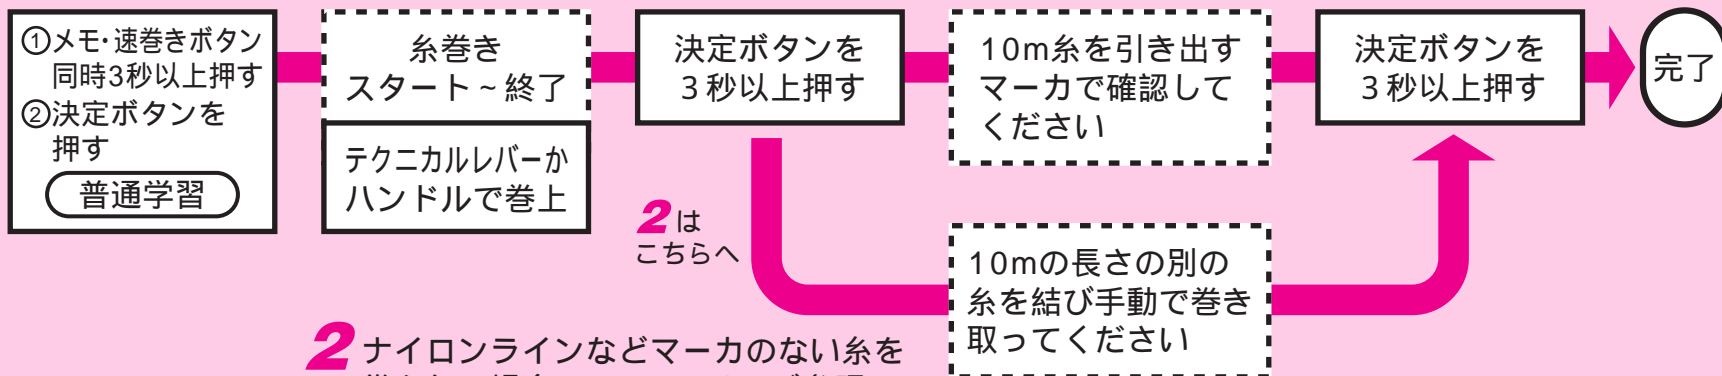 ①メモ・速巻きボタン
同時3秒以上押す
②決定ボタンを
押す
普通学習
糸巻き
スタート~終了
テクニカルレバーか
ハンドルで巻上
決定ボタンを
3秒以上押す
10m糸を引き出す
マーカで確認して
ください
決定ボタンを
3秒以上押す
完了
2は
こちらへ
10mの長さの別の
糸を結び手動で巻き
取ってください
2 ナイロンラインなどマーカのない糸を